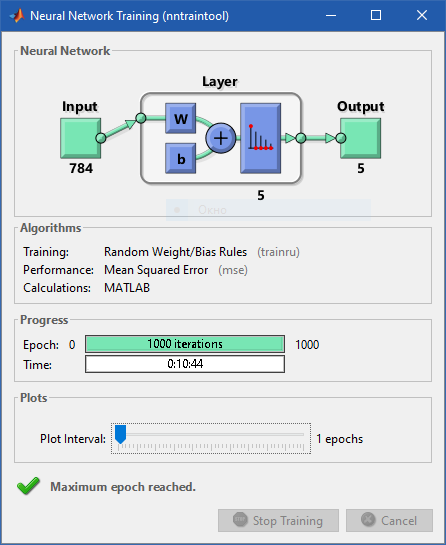 Neural Network Training (nntraintool)
Neural Network
Layer
Input
Output
W
b
+
784
5
5
Окно
Algorithms
Training: Random Weight/Bias Rules (trainru)
Performance: Mean Squared Error (mse)
Calculations: MATLAB
Progress
Epoch: 0 1000 iterations 1000
Time: 0:10:44
Plots
Plot Interval: 1 epochs
Maximum epoch reached.
Stop Training Cancel